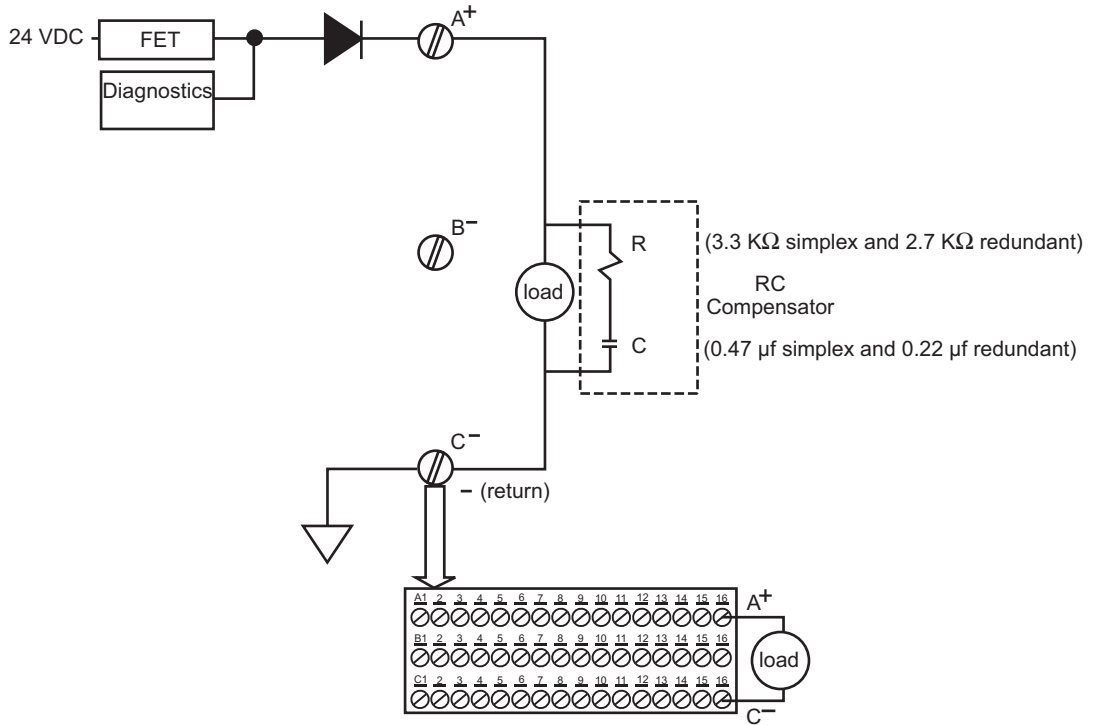 24 VDC
FET
Diagnostics
A+
B−
load
R
(3.3 KΩ simplex and 2.7 KΩ redundant)
RC
Compensator
C
(0.47 µf simplex and 0.22 µf redundant)
C−
− (return)
A1 2 3 4 5 6 7 8 9 10 11 12 13 14 15 16
B1 2 3 4 5 6 7 8 9 10 11 12 13 14 15 16
C1 2 3 4 5 6 7 8 9 10 11 12 13 14 15 16
A+
load
C−